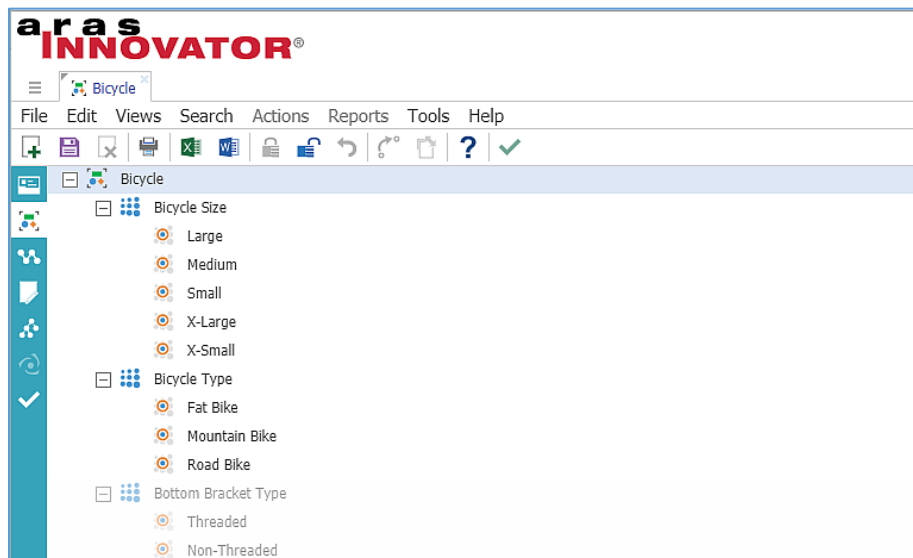 aras
INNOVATOR®
Bicycle
File Edit Views Search Actions Reports Tools Help
Bicycle
Bicycle Size
Large
Medium
Small
X-Large
X-Small
Bicycle Type
Fat Bike
Mountain Bike
Road Bike
Bottom Bracket Type
Threaded
Non-Threaded